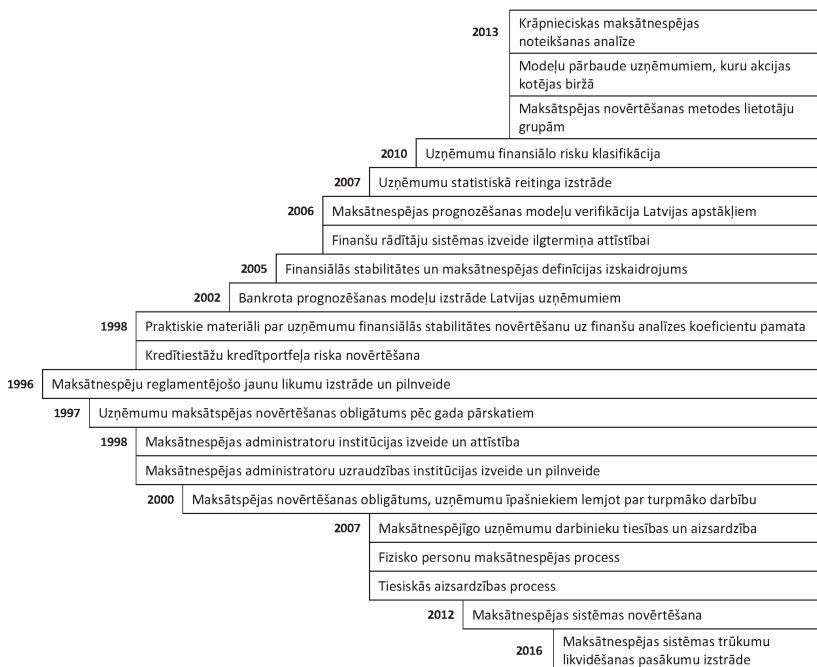 2013
Krāpnieciskas maksātnespējas
noteikšanas analīze
Modeļu pārbaude uzņēmumiem, kuru akcijas
kotējas biržā
Maksātspējas novērtēšanas metodes lietotāju
grupām
2010 Uzņēmumu finansiālo risku klasifikācija
2007 Uzņēmumu statistiskā reitinga izstrāde
2006 Maksātnespējas prognozēšanas modeļu verifikācija Latvijas apstākļiem
Finanšu rādītāju sistēmas izveide ilgtermiņa attīstībai
2005 Finansiālās stabilitātes un maksātnespējas definīcijas izskaidrojums
2002 Bankrota prognozēšanas modeļu izstrāde Latvijas uzņēmumiem
1998 Praktiskie materiāli par uzņēmumu finansiālās stabilitātes novērtēšanu uz finanšu analīzes koeficientu pamata
Kredītiestāžu kredītportfeļa riska novērtēšana
1996 Maksātnespēju reglamentējošo jaunu likumu izstrāde un pilnveide
1997 Uzņēmumu maksātspējas novērtēšanas obligātums pēc gada pārskatiem
1998 Maksātnespējas administratoru institūcijas izveide un attīstība
Maksātnespējas administratoru uzraudzības institūcijas izveide un pilnveide
2000 Maksātspējas novērtēšanas obligātums, uzņēmumu īpašniekiem lemjot par turpmāko darbību
2007 Maksātnespējīgo uzņēmumu darbinieku tiesības un aizsardzība
Fizisko personu maksātnespējas process
Tiesiskās aizsardzības process
2012 Maksātnespējas sistēmas novērtēšana
2016
Maksātnespējas sistēmas trūkumu
likvidēšanas pasākumu izstrāde